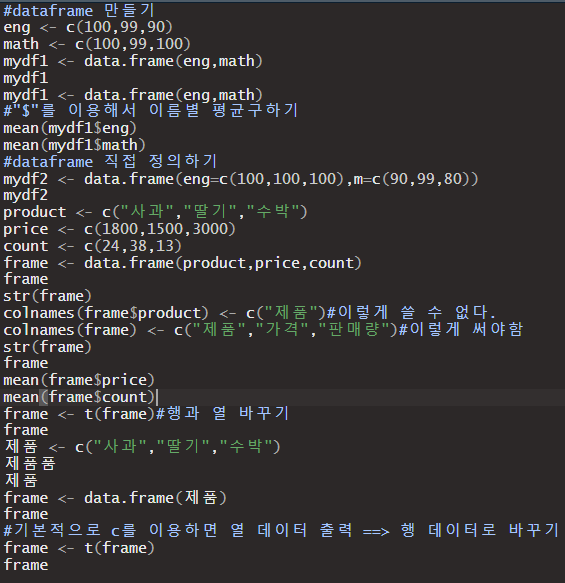 #dataframe 만들기
eng <- c(100,99,90)
math <- c(100,99,100)
mydf1 <- data.frame(eng,math)
mydf1
mydf1 <- data.frame(eng,math)
#"$"를 이용해서 이름별 평균구하기
mean(mydf1$eng)
mean(mydf1$math)
#dataframe 직접 정의하기
mydf2 <- data.frame(eng=c(100,100,100),m=c(90,99,80))
mydf2
product <- c("사과","딸기","수박")
price <- c(1800,1500,3000)
count <- c(24,38,13)
frame <- data.frame(product,price,count)
frame
str(frame)
colnames(frame$product) <- c("제품")#이렇게 쓸 수 없다.
colnames(frame) <- c("제품","가격","판매량")#이렇게 써야함
str(frame)
frame
mean(frame$price)
mean(frame$count)
frame <- t(frame)#행과 열 바꾸기
frame
제품 <- c("사과","딸기","수박")
제품품
제품
frame <- data.frame(제품)
frame
#기본적으로 c를 이용하면 열 데이터 출력 ==> 행 데이터로 바꾸기
frame <- t(frame)
frame